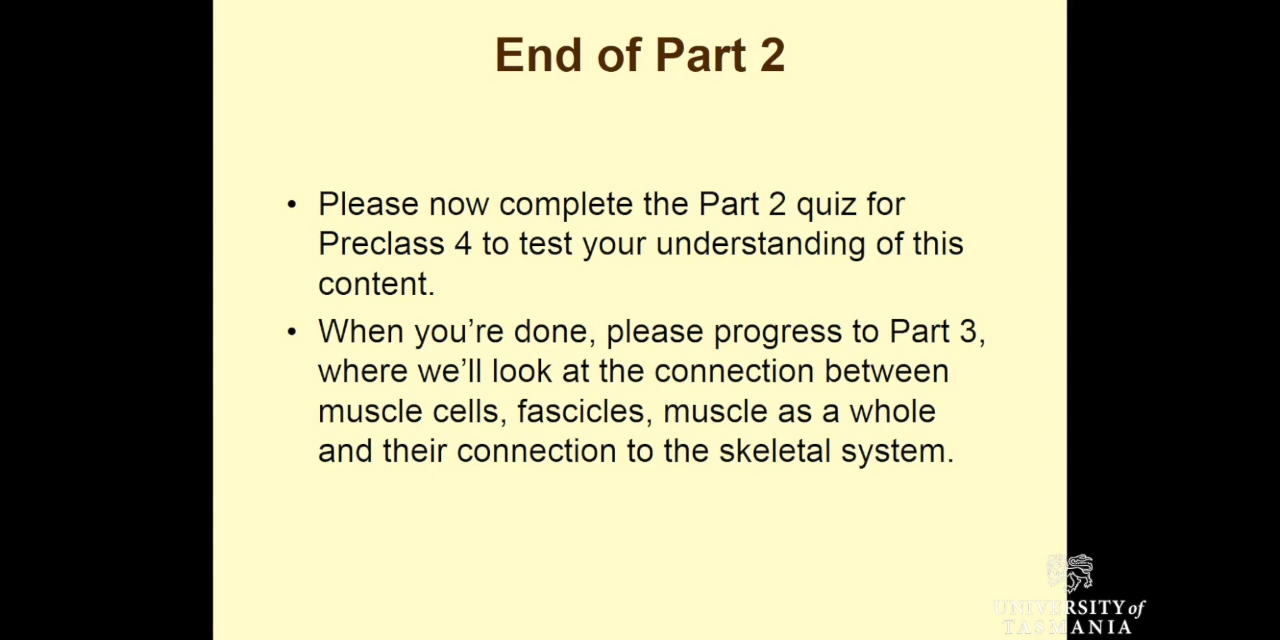 End of Part 2
• Please now complete the Part 2 quiz for
Preclass 4 to test your understanding of this
content.
• When you’re done, please progress to Part 3,
where we’ll look at the connection between
muscle cells, fascicles, muscle as a whole
and their connection to the skeletal system.
UNIVERSITY of
TASMANIA